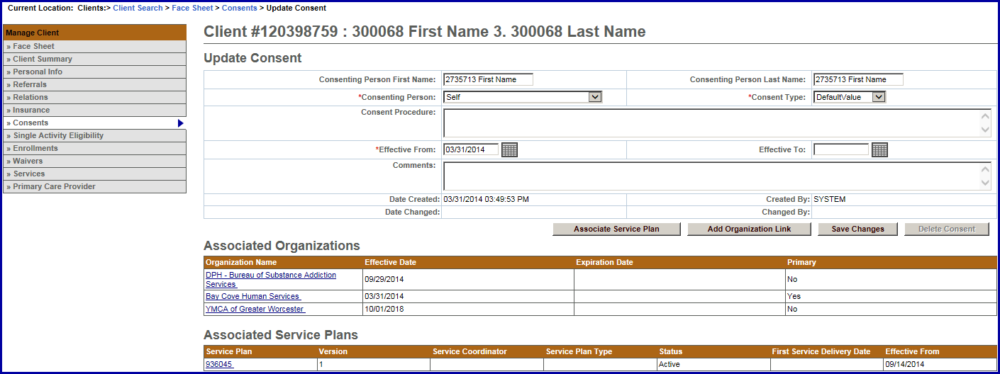 Current Location: Clients:> Client Search > Face Sheet > Consents > Update Consent
Manage Client
» Face Sheet
» Client Summary
» Personal Info
» Referrals
» Relations
» Insurance
» Consents
» Single Activity Eligibility
» Enrollments
» Waivers
» Services
» Primary Care Provider
Client #120398759 : 300068 First Name 3. 300068 Last Name
Update Consent
Consenting Person First Name: 2735713 First Name Consenting Person Last Name: 2735713 First Name
*Consenting Person: Self *Consent Type: DefaultValue
Consent Procedure:
*Effective From: 03/31/2014 Effective To:
Comments:
Date Created: 03/31/2014 03:49:53 PM Created By: SYSTEM
Date Changed: Changed By:
Associate Service Plan Add Organization Link Save Changes Delete Consent
Associated Organizations
Organization Name Effective Date Expiration Date Primary
DPH - Bureau of Substance Addiction
Services 09/29/2014 No
Bay Cove Human Services 03/31/2014 Yes
YMCA of Greater Worcester 10/01/2018 No
Associated Service Plans
Service Plan Version Service Coordinator Service Plan Type Status First Service Delivery Date Effective From
936045 1 Active 09/14/2014